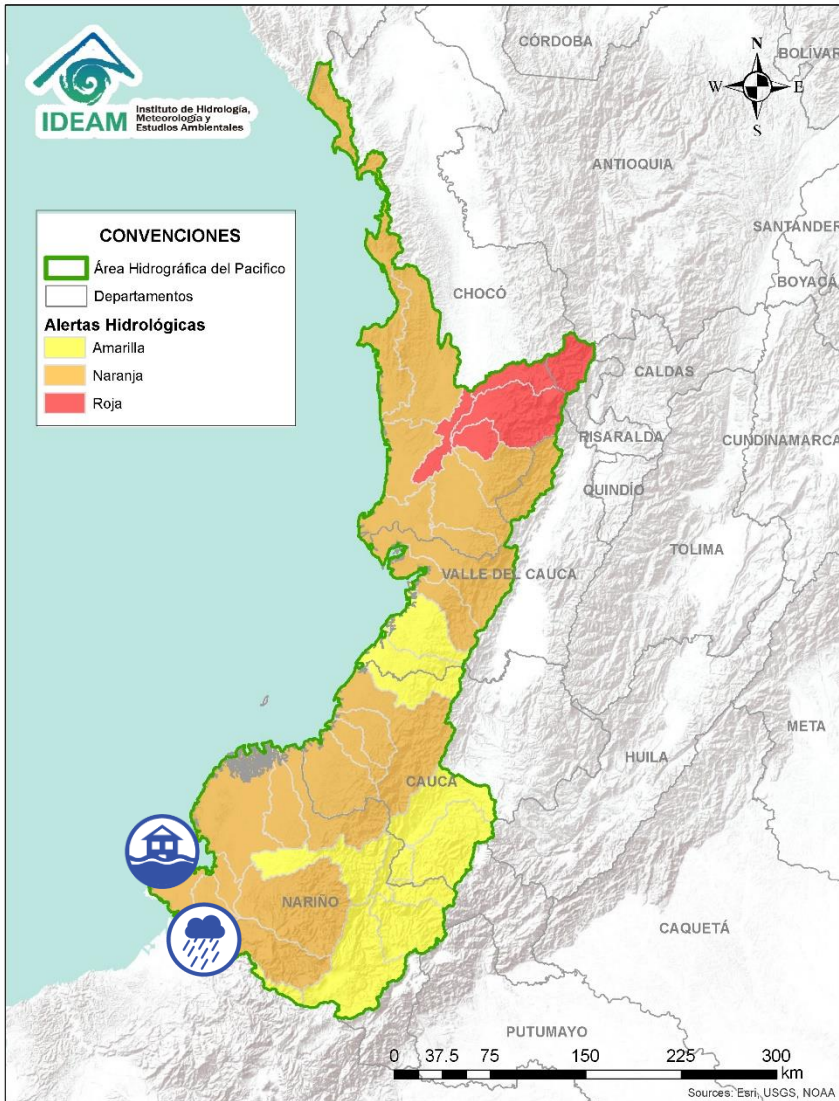 IDEAM
Instituto de Hidrología,
Meteorología y
Estudios Ambientales
N
W
E
S
CONVENCIONES
Área Hidrográfica del Pacifico
Departamentos
Alertas Hidrológicas
Amarilla
Naranja
Roja
CÓRDOBA
BOLÍVAR
ANTIOQUIA
SANTANDER
BOYACÁ
CHOCÓ
CALDAS
RISARALDA
CUNDINAMARCA
QUINDÍO
TOLIMA
VALLE DEL CAUCA
META
HUILA
CAUCA
NARIÑO
CAQUETÁ
PUTUMAYO
0 37.5 75 150 225 300
km
Sources: Esri, USGS, NOAA